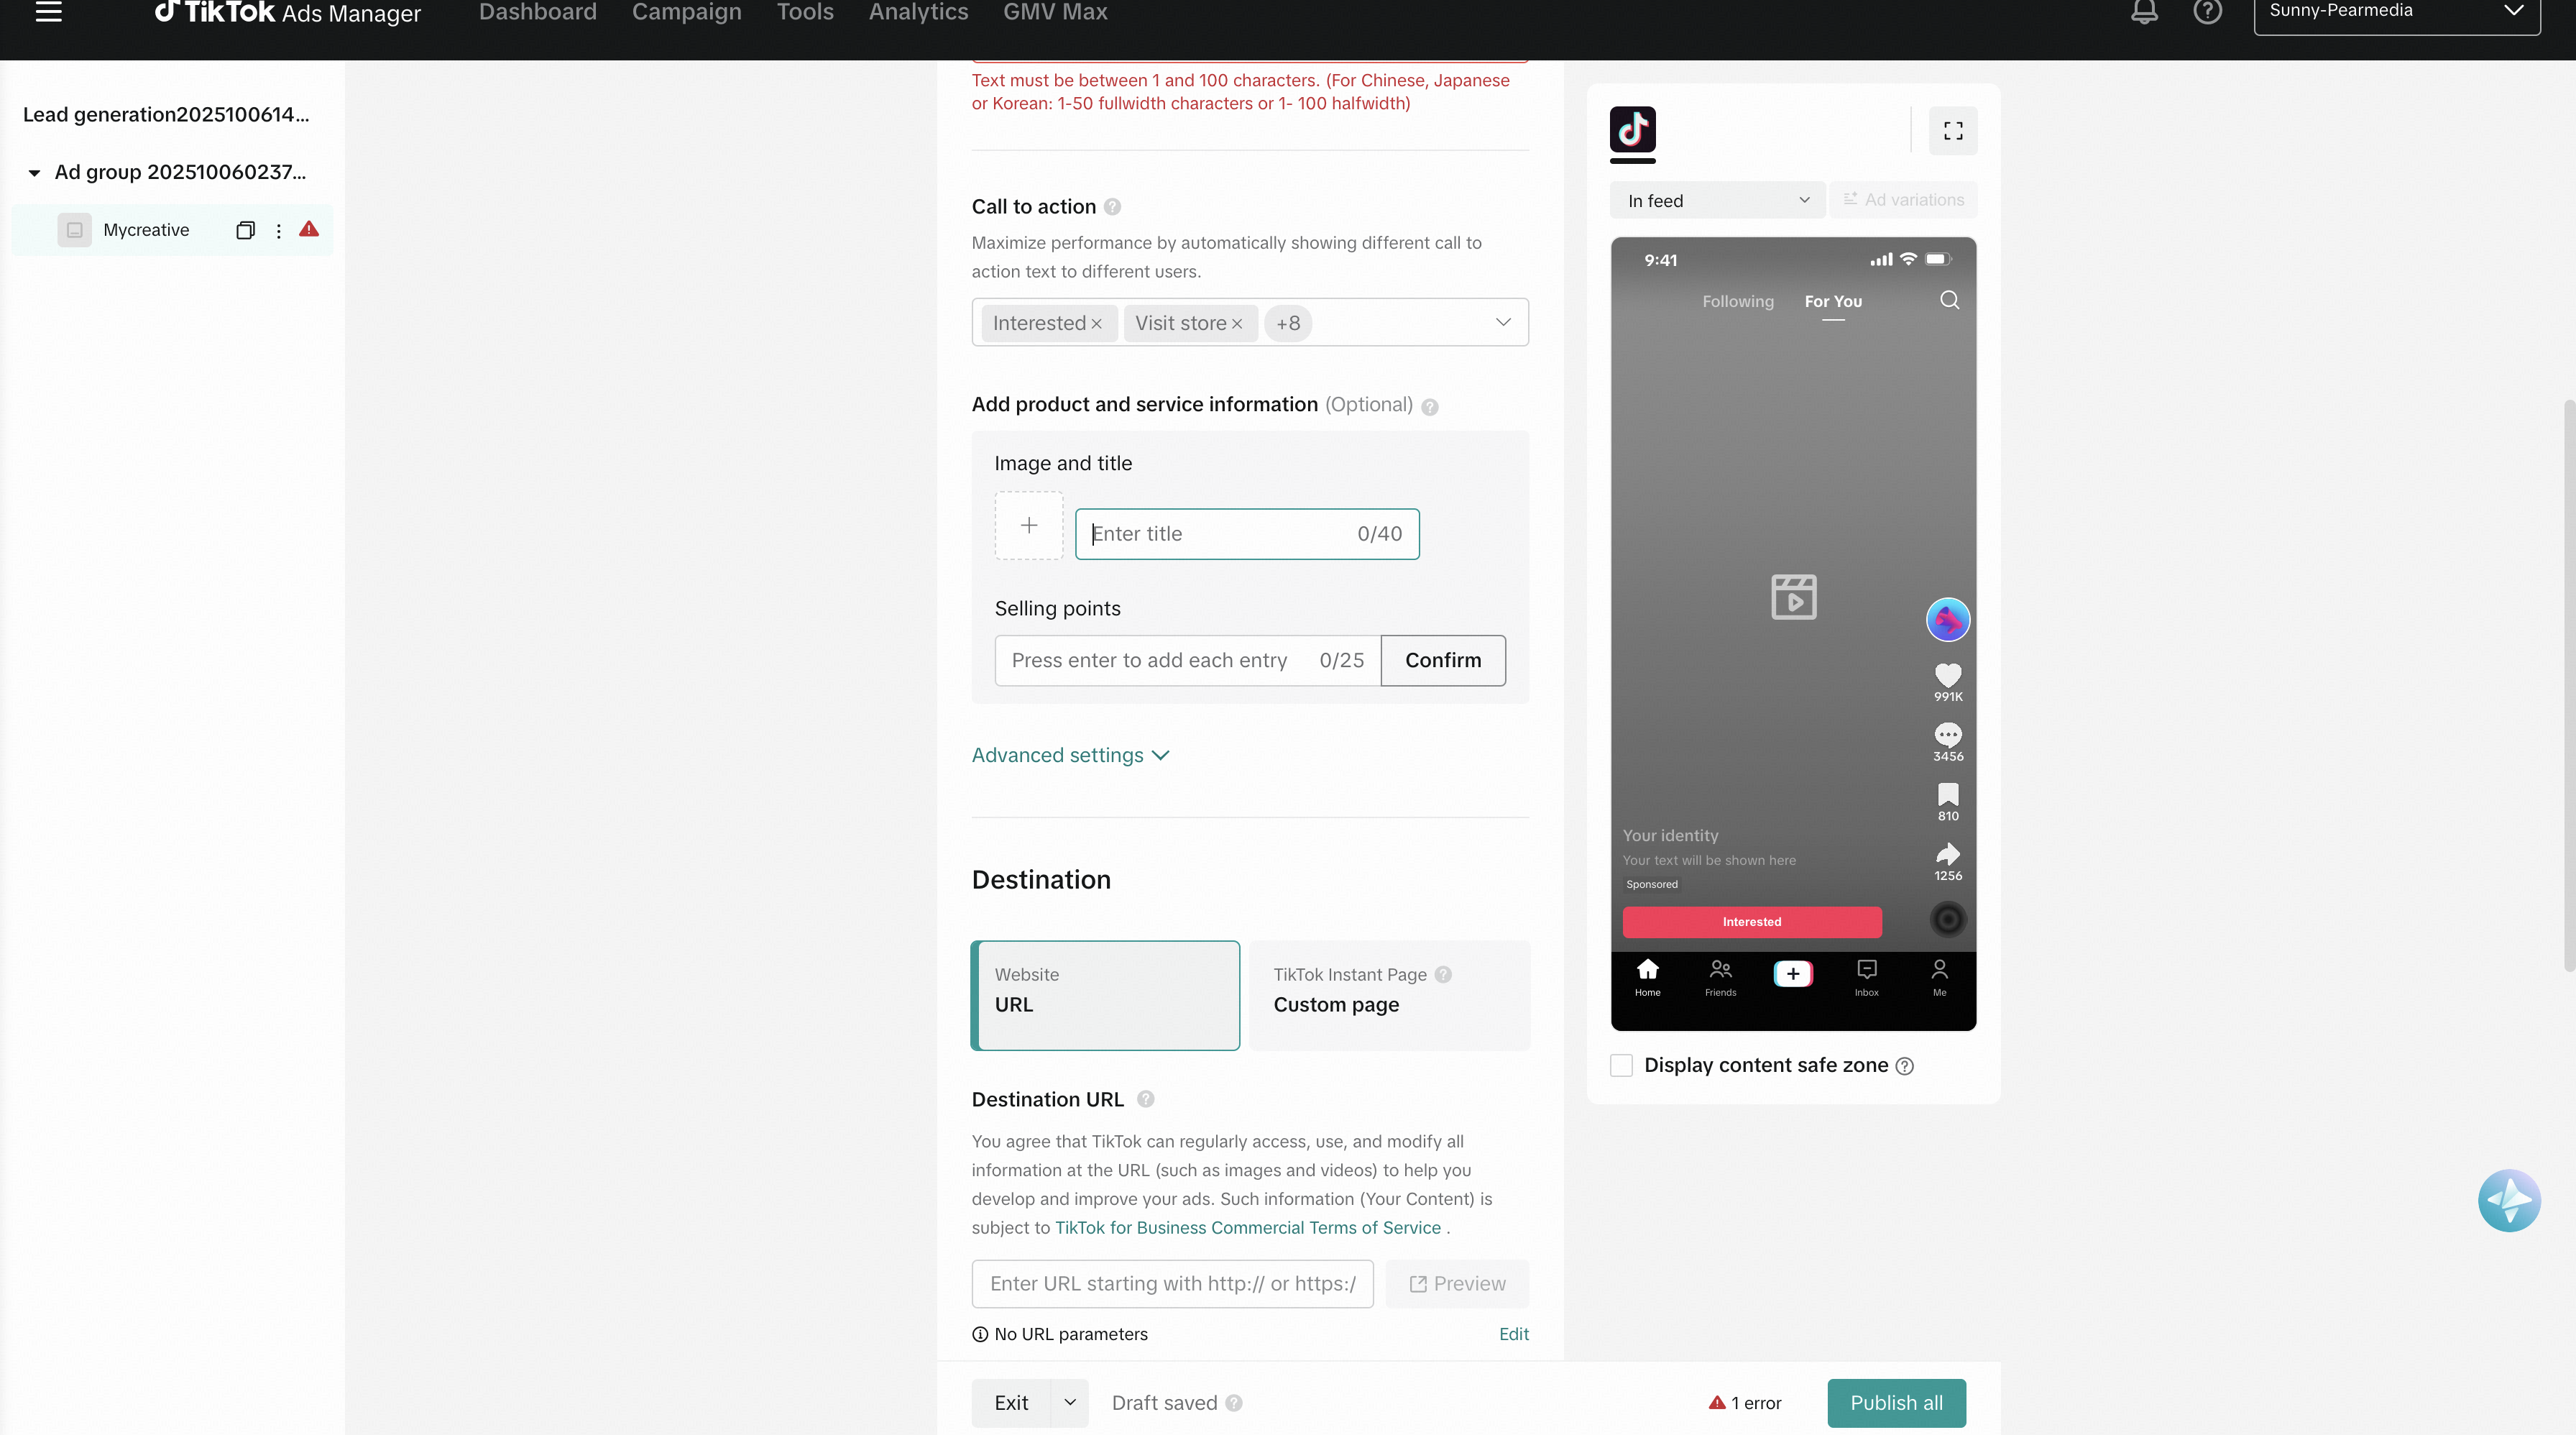 TikTok Ads Manager
Dashboard
Campaign
Tools
Analytics
GMV Max
Sunny-Pearmedia
Lead generation2025100614...
Ad group 202510060237...
Mycreative
Text must be between 1 and 100 characters. (For Chinese, Japanese
or Korean: 1-50 fullwidth characters or 1- 100 halfwidth)
Call to action
Maximize performance by automatically showing different call to
action text to different users.
Interested
Visit store
+8
Add product and service information (Optional)
Image and title
Enter title
0/40
Selling points
Press enter to add each entry
0/25
Confirm
Advanced settings
Destination
Website
URL
TikTok Instant Page
Custom page
Destination URL
You agree that TikTok can regularly access, use, and modify all
information at the URL (such as images and videos) to help you
develop and improve your ads. Such information (Your Content) is
subject to TikTok for Business Commercial Terms of Service .
Enter URL starting with http:// or https:/
Preview
No URL parameters
Edit
Exit
Draft saved
1 error
Publish all
In feed
Ad variations
9:41
Following
For You
991K
3456
810
1256
Your identity
Your text will be shown here
Sponsored
Interested
Home
Friends
Inbox
Me
Display content safe zone